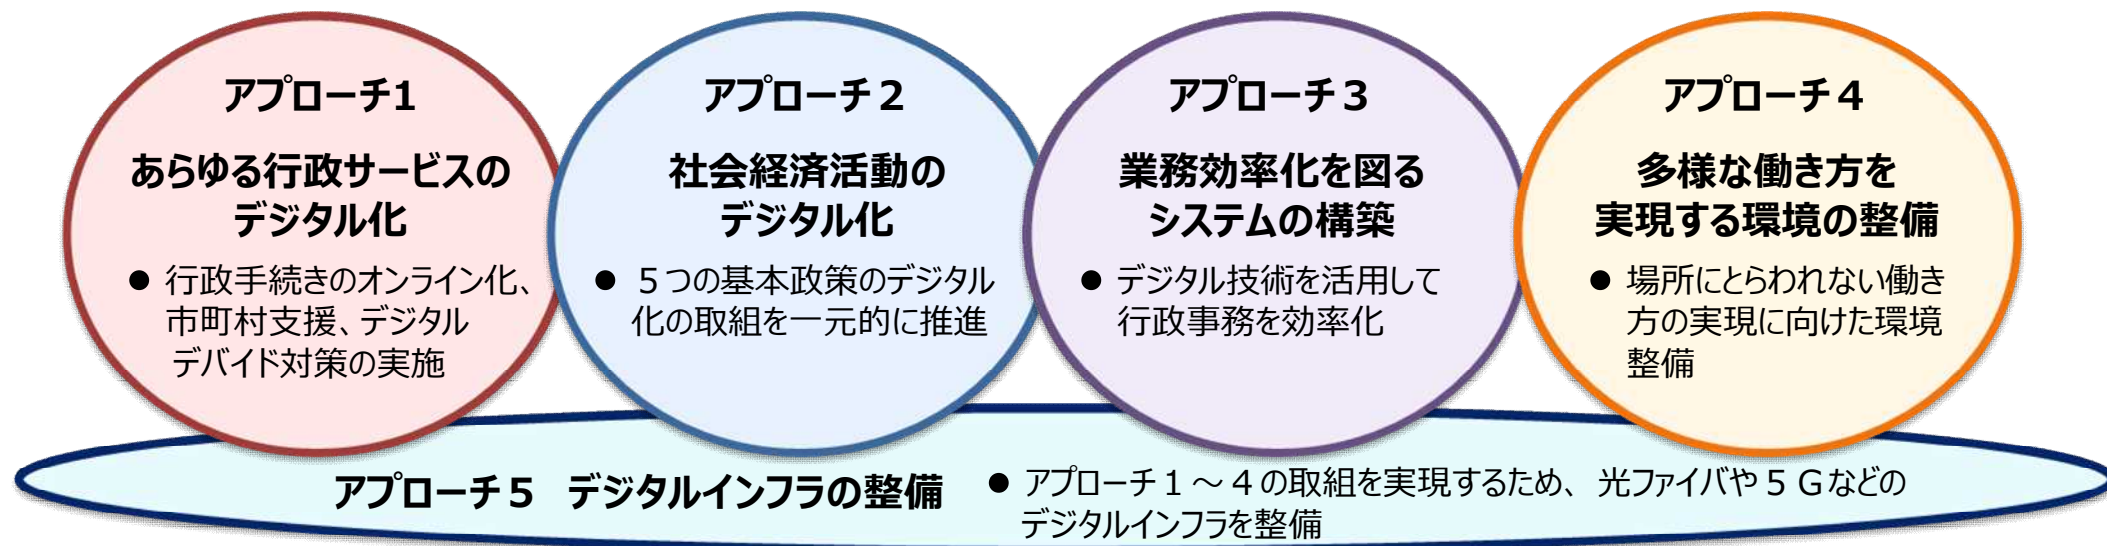 アプローチ1
あらゆる行政サービスの
デジタル化
● 行政手続きのオンライン化、
市町村支援、デジタル
デバイド対策の実施
アプローチ２
社会経済活動の
デジタル化
● ５つの基本政策のデジタル
化の取組を一元的に推進
アプローチ３
業務効率化を図る
システムの構築
● デジタル技術を活用して
行政事務を効率化
アプローチ４
多様な働き方を
実現する環境の整備
● 場所にとらわれない働き
方の実現に向けた環境
整備
アプローチ５ デジタルインフラの整備
● アプローチ１～４の取組を実現するため、光ファイバや５Ｇなどの
デジタルインフラを整備